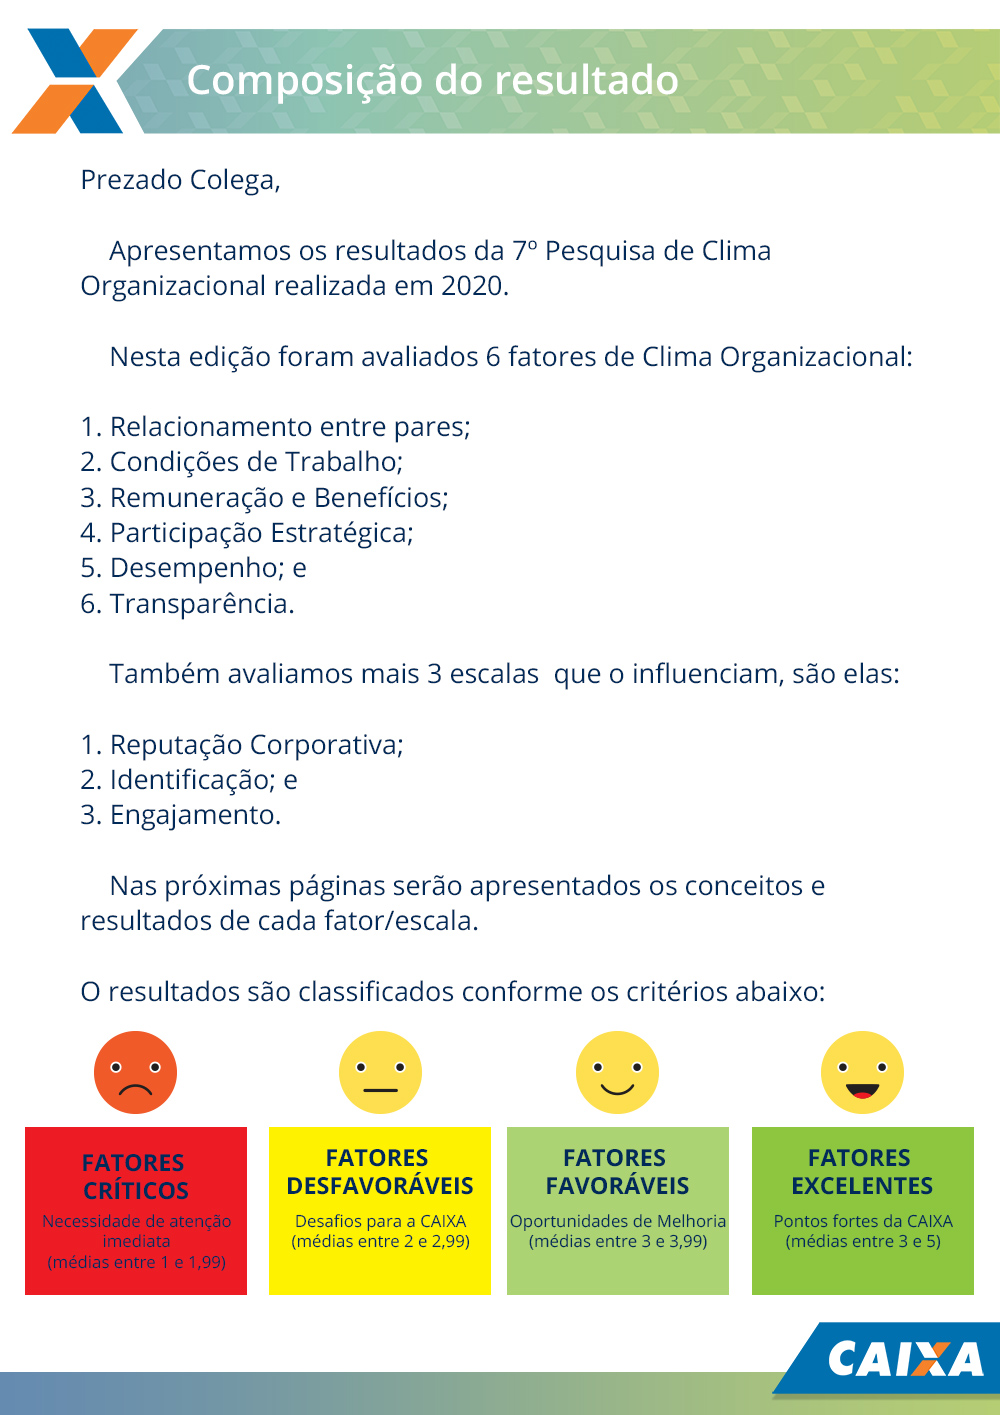 Composição do resultado
Prezado Colega,
Apresentamos os resultados da 7º Pesquisa de Clima
Organizacional realizada em 2020.
Nesta edição foram avaliados 6 fatores de Clima Organizacional:
1. Relacionamento entre pares;
2. Condições de Trabalho;
3. Remuneração e Benefícios;
4. Participação Estratégica;
5. Desempenho; e
6. Transparência.
Também avaliamos mais 3 escalas  que o influenciam, são elas:
1. Reputação Corporativa;
2. Identificação; e
3. Engajamento.
Nas próximas páginas serão apresentados os conceitos e
resultados de cada fator/escala.
O resultados são classificados conforme os critérios abaixo:
FATORES
CRÍTICOS
Necessidade de atenção
imediata
(médias entre 1 e 1,99)
FATORES
DESFAVORÁVEIS
Desafios para a CAIXA
(médias entre 2 e 2,99)
FATORES
FAVORÁVEIS
Oportunidades de Melhoria
(médias entre 3 e 3,99)
FATORES
EXCELENTES
Pontos fortes da CAIXA
(médias entre 3 e 5)
CAIXA